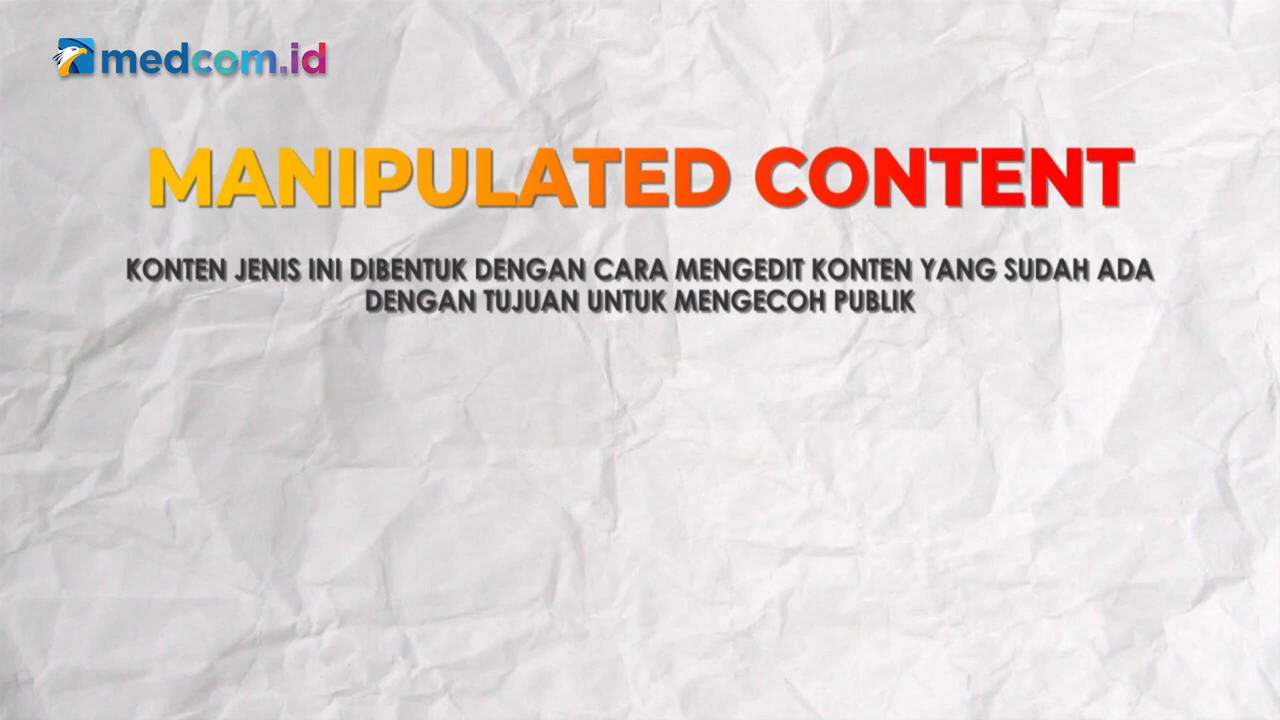 medcom.id
MANIPULATED CONTENT
KONTEN JENIS INI DIBENTUK DENGAN CARA MENGEDIT KONTEN YANG SUDAH ADA
DENGAN TUJUAN UNTUK MENGECOH PUBLIK